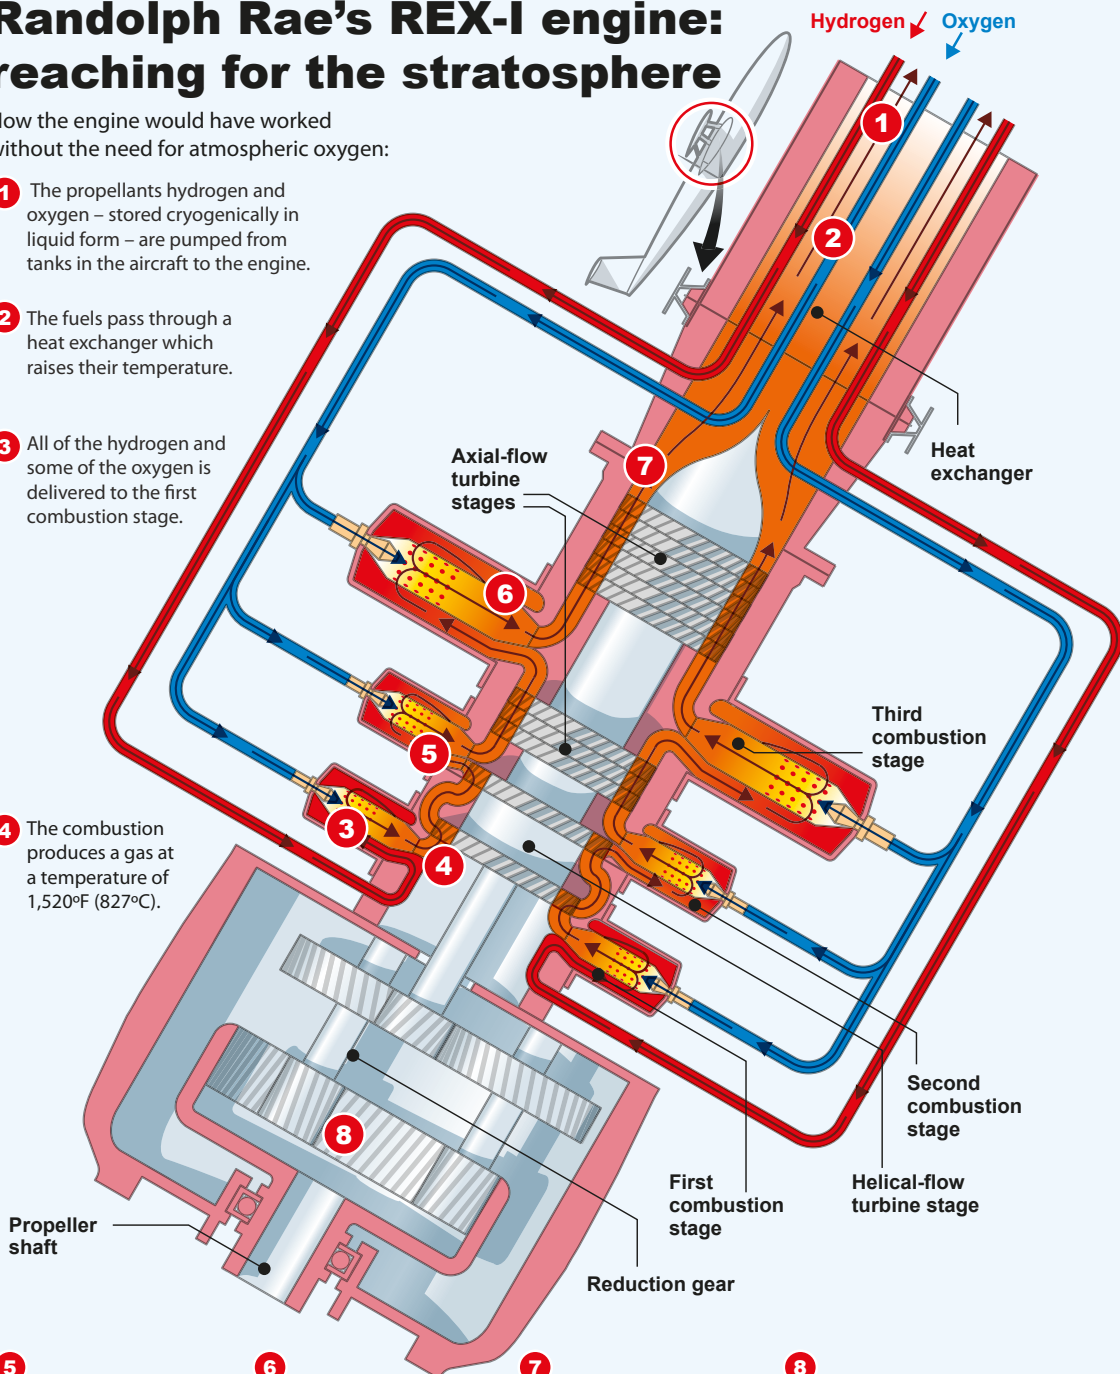 Randolph Rae's REX-I engine:
reaching for the stratosphere
How the engine would have worked
without the need for atmospheric oxygen:
1 The propellants hydrogen and
oxygen – stored cryogenically in
liquid form – are pumped from
tanks in the aircraft to the engine.
2 The fuels pass through a
heat exchanger which
raises their temperature.
3 All of the hydrogen and
some of the oxygen is
delivered to the first
combustion stage.
4 The combustion
produces a gas at
a temperature of
1,520ºF (827ºC).
Hydrogen
Oxygen
1
2
Heat
exchanger
Axial-flow
turbine
stages
7
6
5
3
4
Third
combustion
stage
Second
combustion
stage
Helical-flow
turbine stage
First
combustion
stage
8
Propeller
shaft
Reduction gear
5
6
7
8